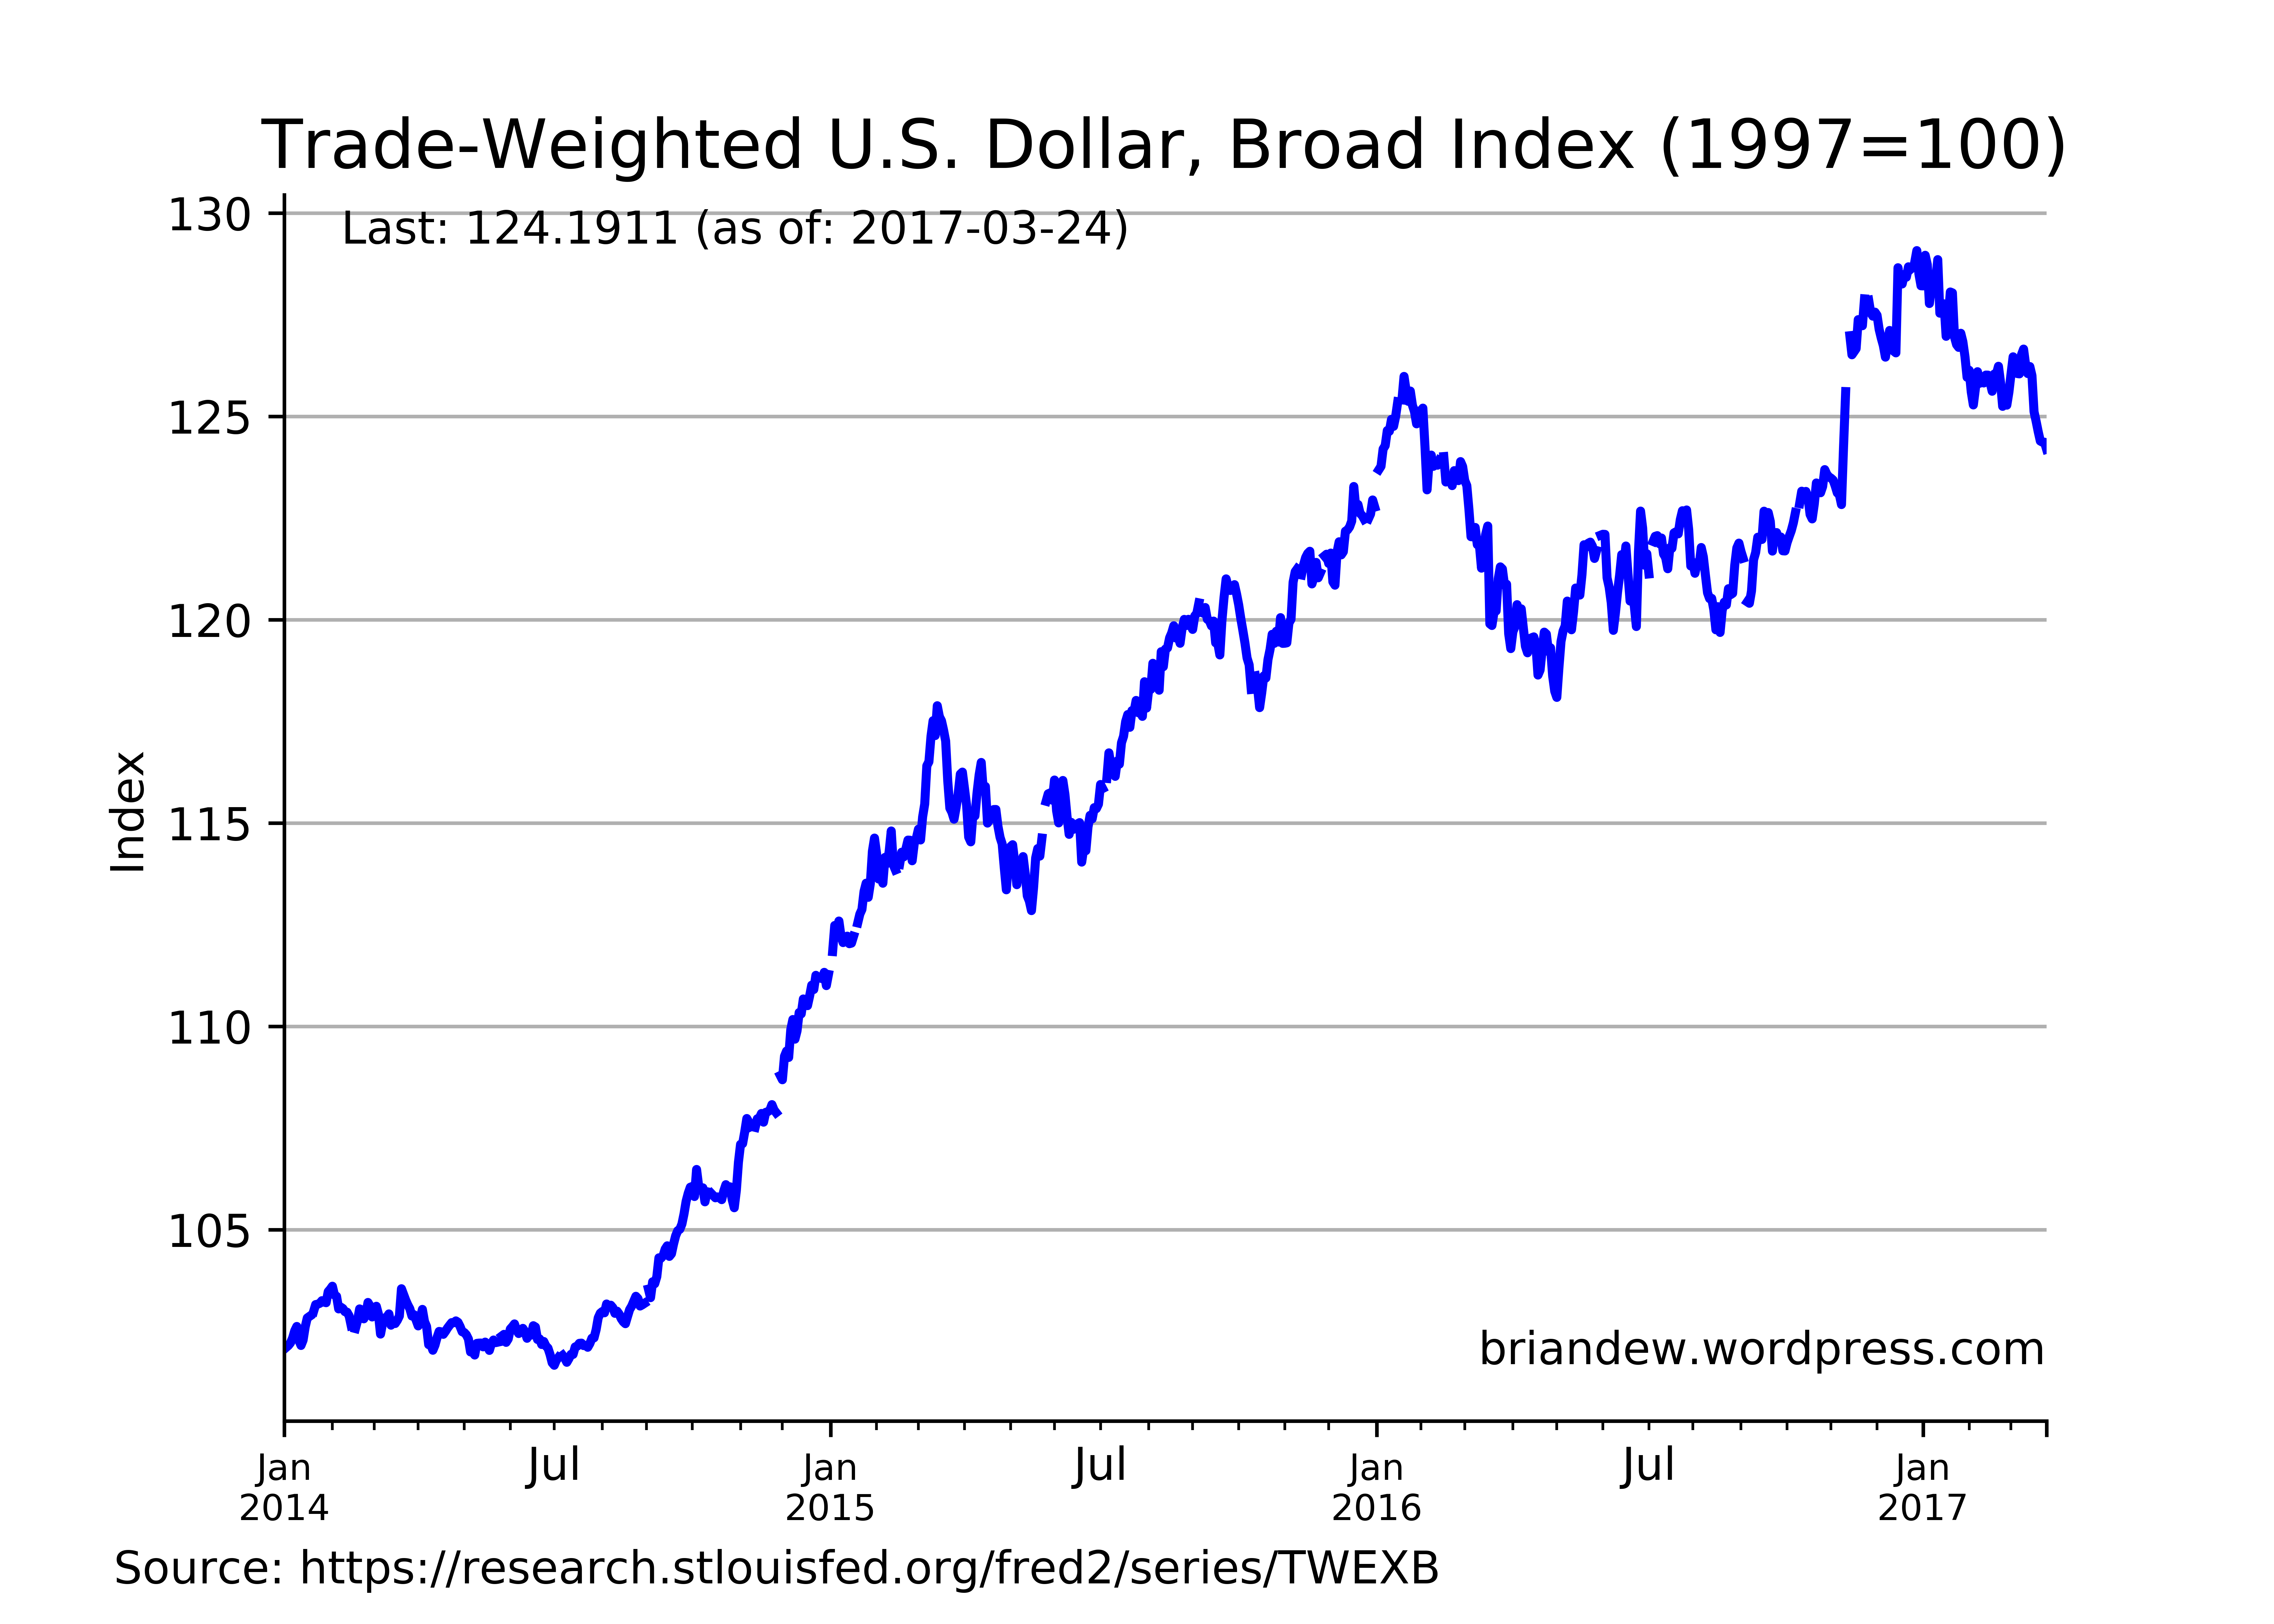 Trade-Weighted U.S. Dollar, Broad Index (1997=100)
Last: 124.1911 (as of: 2017-03-24)
130
125
120
115
110
105
Index
briandew.wordpress.com
Jan Jul Jan Jul Jan Jul Jan
2014 2015 2016 2017
Source: https://research.stlouisfed.org/fred2/series/TWEXB